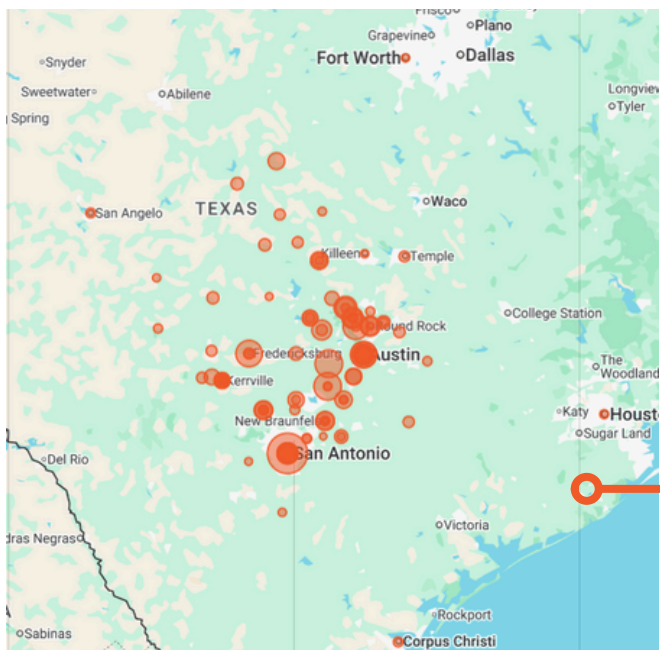 Frisco
Plano
Grapevine
Fort Worth
Dallas
Snyder
Sweetwater
Abilene
Longview
Tyler
Spring
Waco
San Angelo
TEXAS
Killeen
Temple
College Station
Round Rock
Fredericksburg
Austin
The
Woodland
Kerrville
Katy
Houst
New Braunfel
Sugar Land
San Antonio
Del Rio
Victoria
dras Negras
Rockport
Sabinas
Corpus Christi